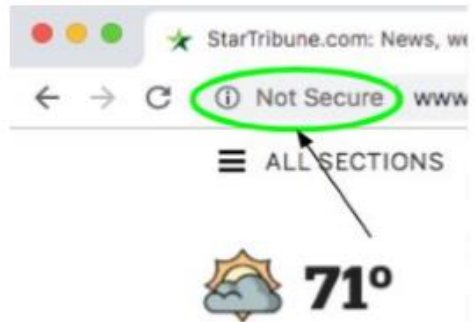 StarTribune.com: News, we
Not Secure www
ALL SECTIONS
71°